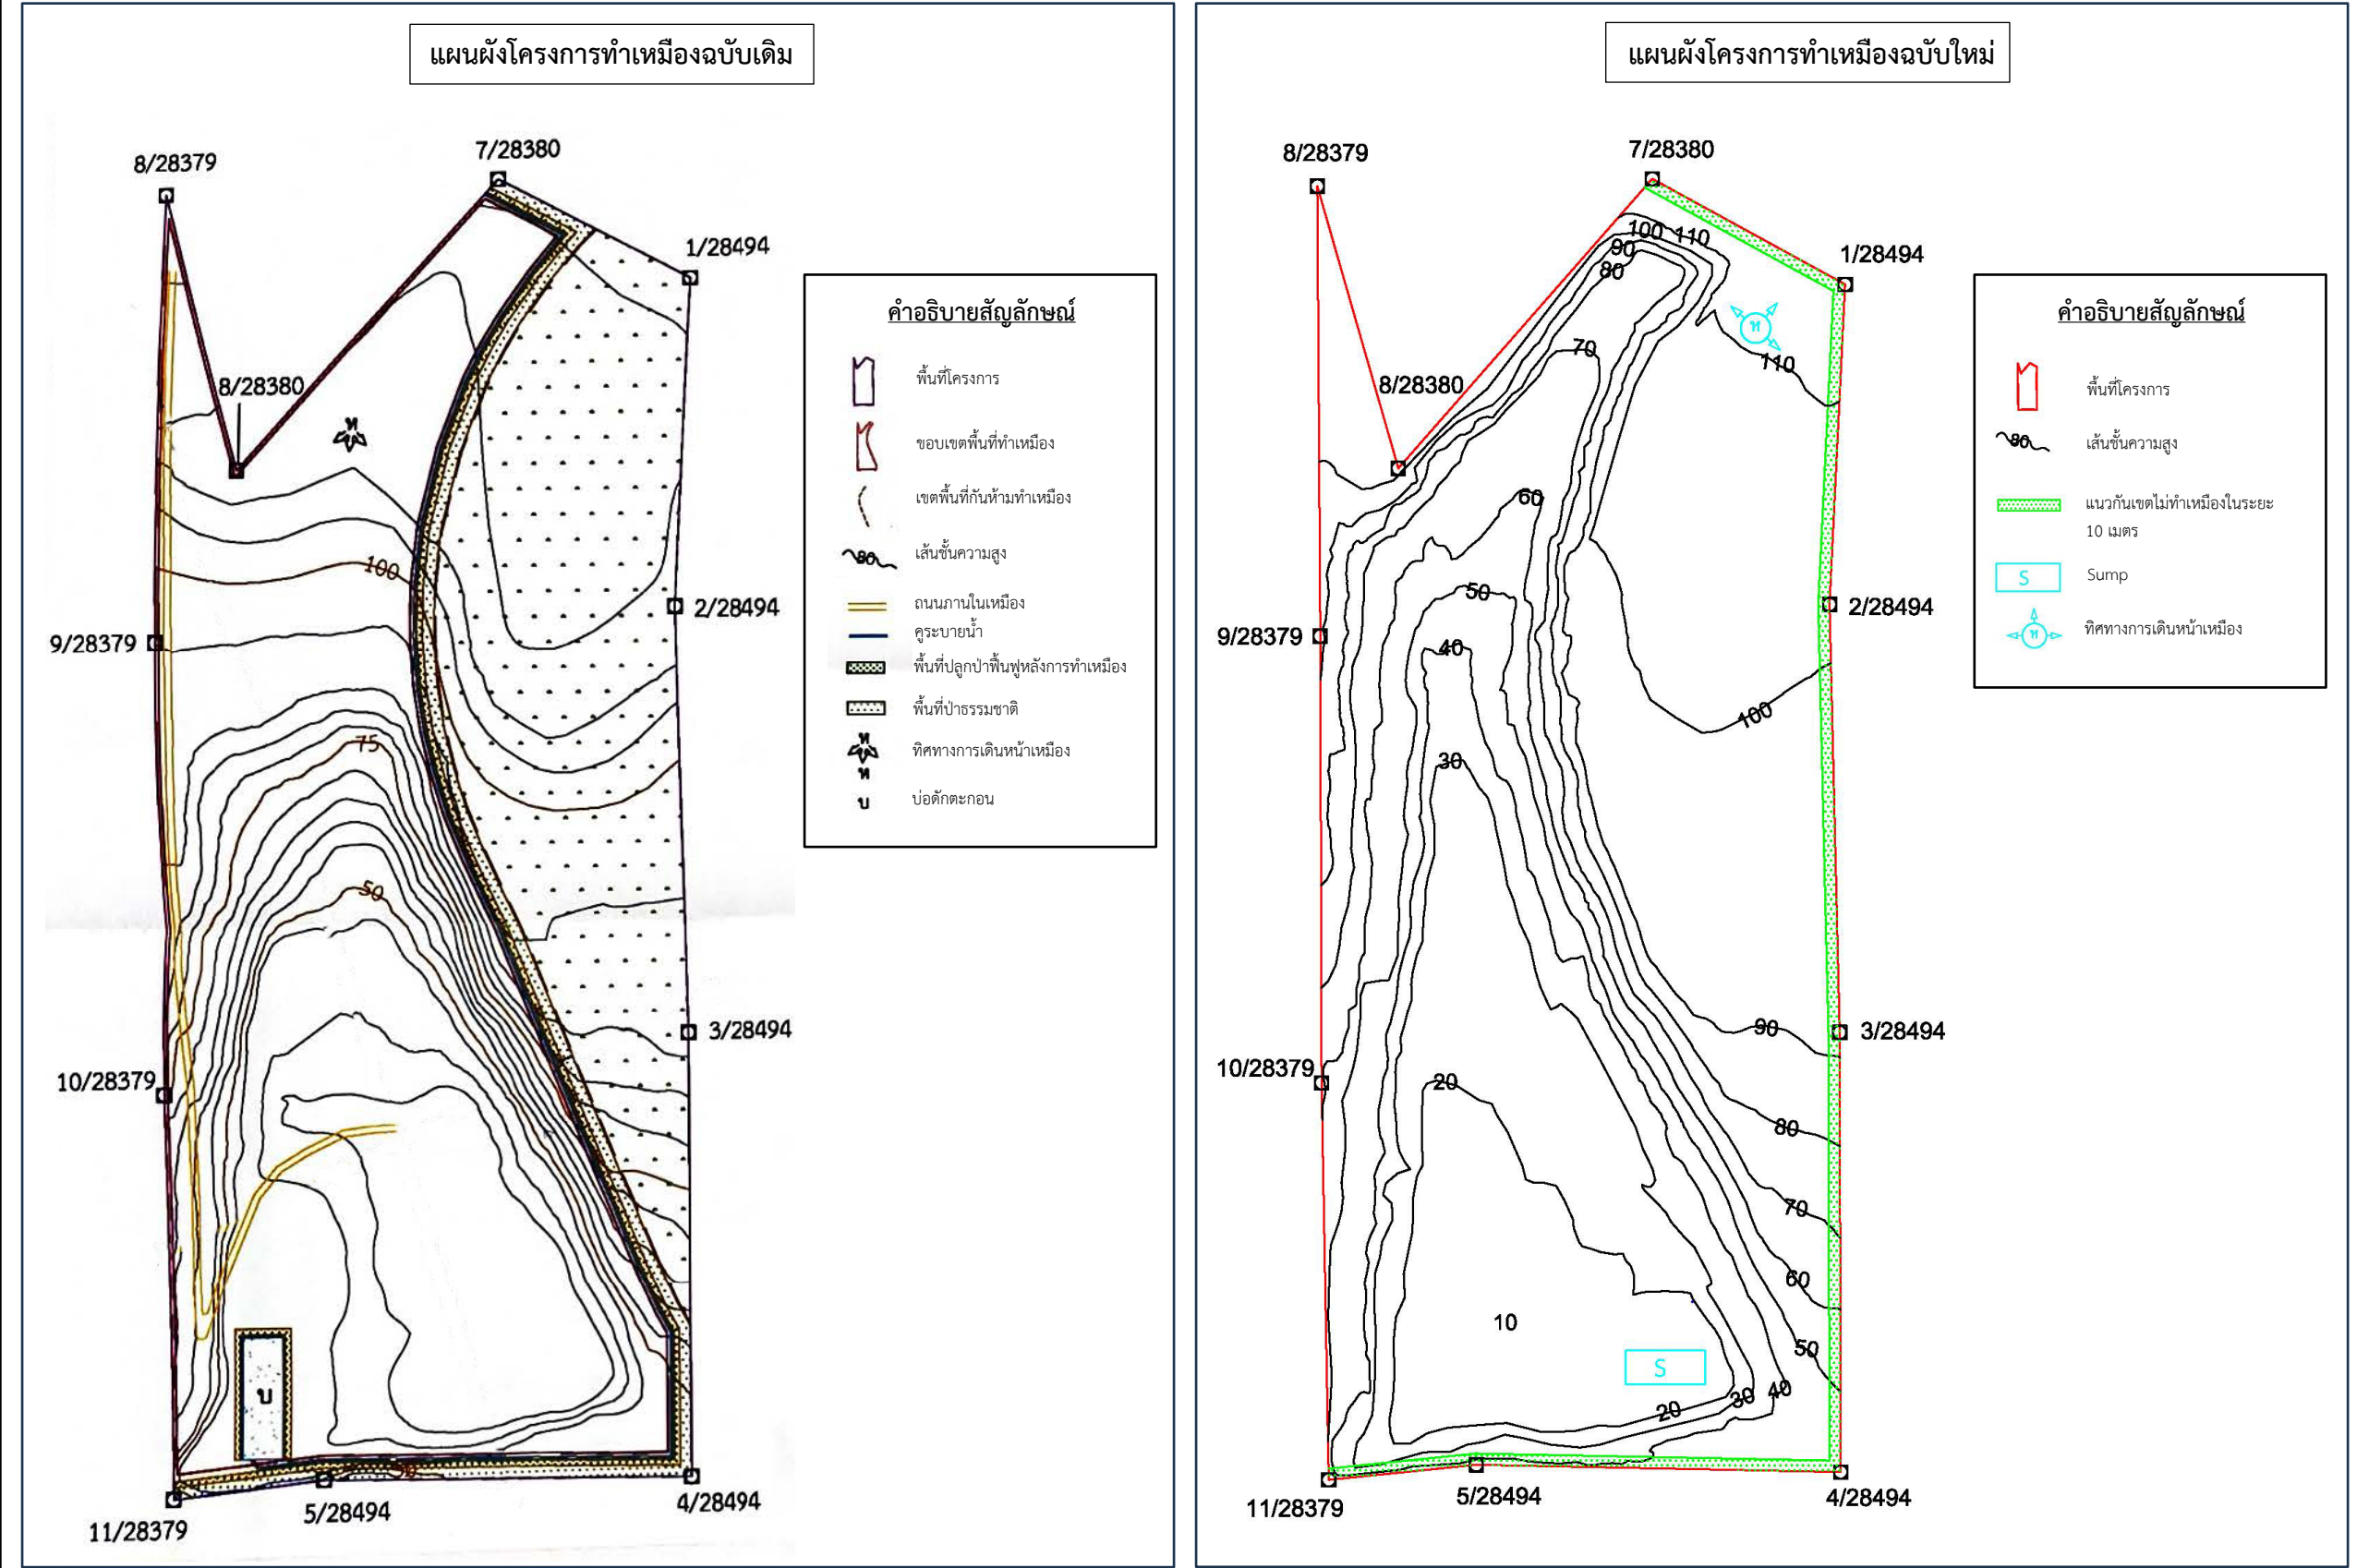 แผนผังโครงการทำเหมืองฉบับเดิม
8/28379
7/28380
1/28494
8/28380
100
2/28494
9/28379
75
50
3/28494
10/28379
บ
50
4/28494
5/28494
11/28379
คำอธิบายสัญลักษณ์
พื้นที่โครงการ
ขอบเขตพื้นที่ทำเหมือง
เขตพื้นที่กันห้ามทำเหมือง
80 เส้นชั้นความสูง
ถนนภานในเหมือง
คูระบายน้ำ
พื้นที่ปลูกป่าฟื้นฟูหลังการทำเหมือง
พื้นที่ป่าธรรมชาติ
ห
ทิศทางการเดินหน้าเหมือง
ห
บ บ่อดักตะกอน
แผนผังโครงการทำเหมืองฉบับใหม่
8/28379
7/28380
100 110
90
80
1/28494
ห
70
110
8/28380
60
50
2/28494
9/28379
40
100
30
90
3/28494
10/28379
20
80
70
60
10
50
S
40
30
20
5/28494
4/28494
11/28379
คำอธิบายสัญลักษณ์
พื้นที่โครงการ
80 เส้นชั้นความสูง
แนวกันเขตไม่ทำเหมืองในระยะ
10 เมตร
S Sump
ห ทิศทางการเดินหน้าเหมือง